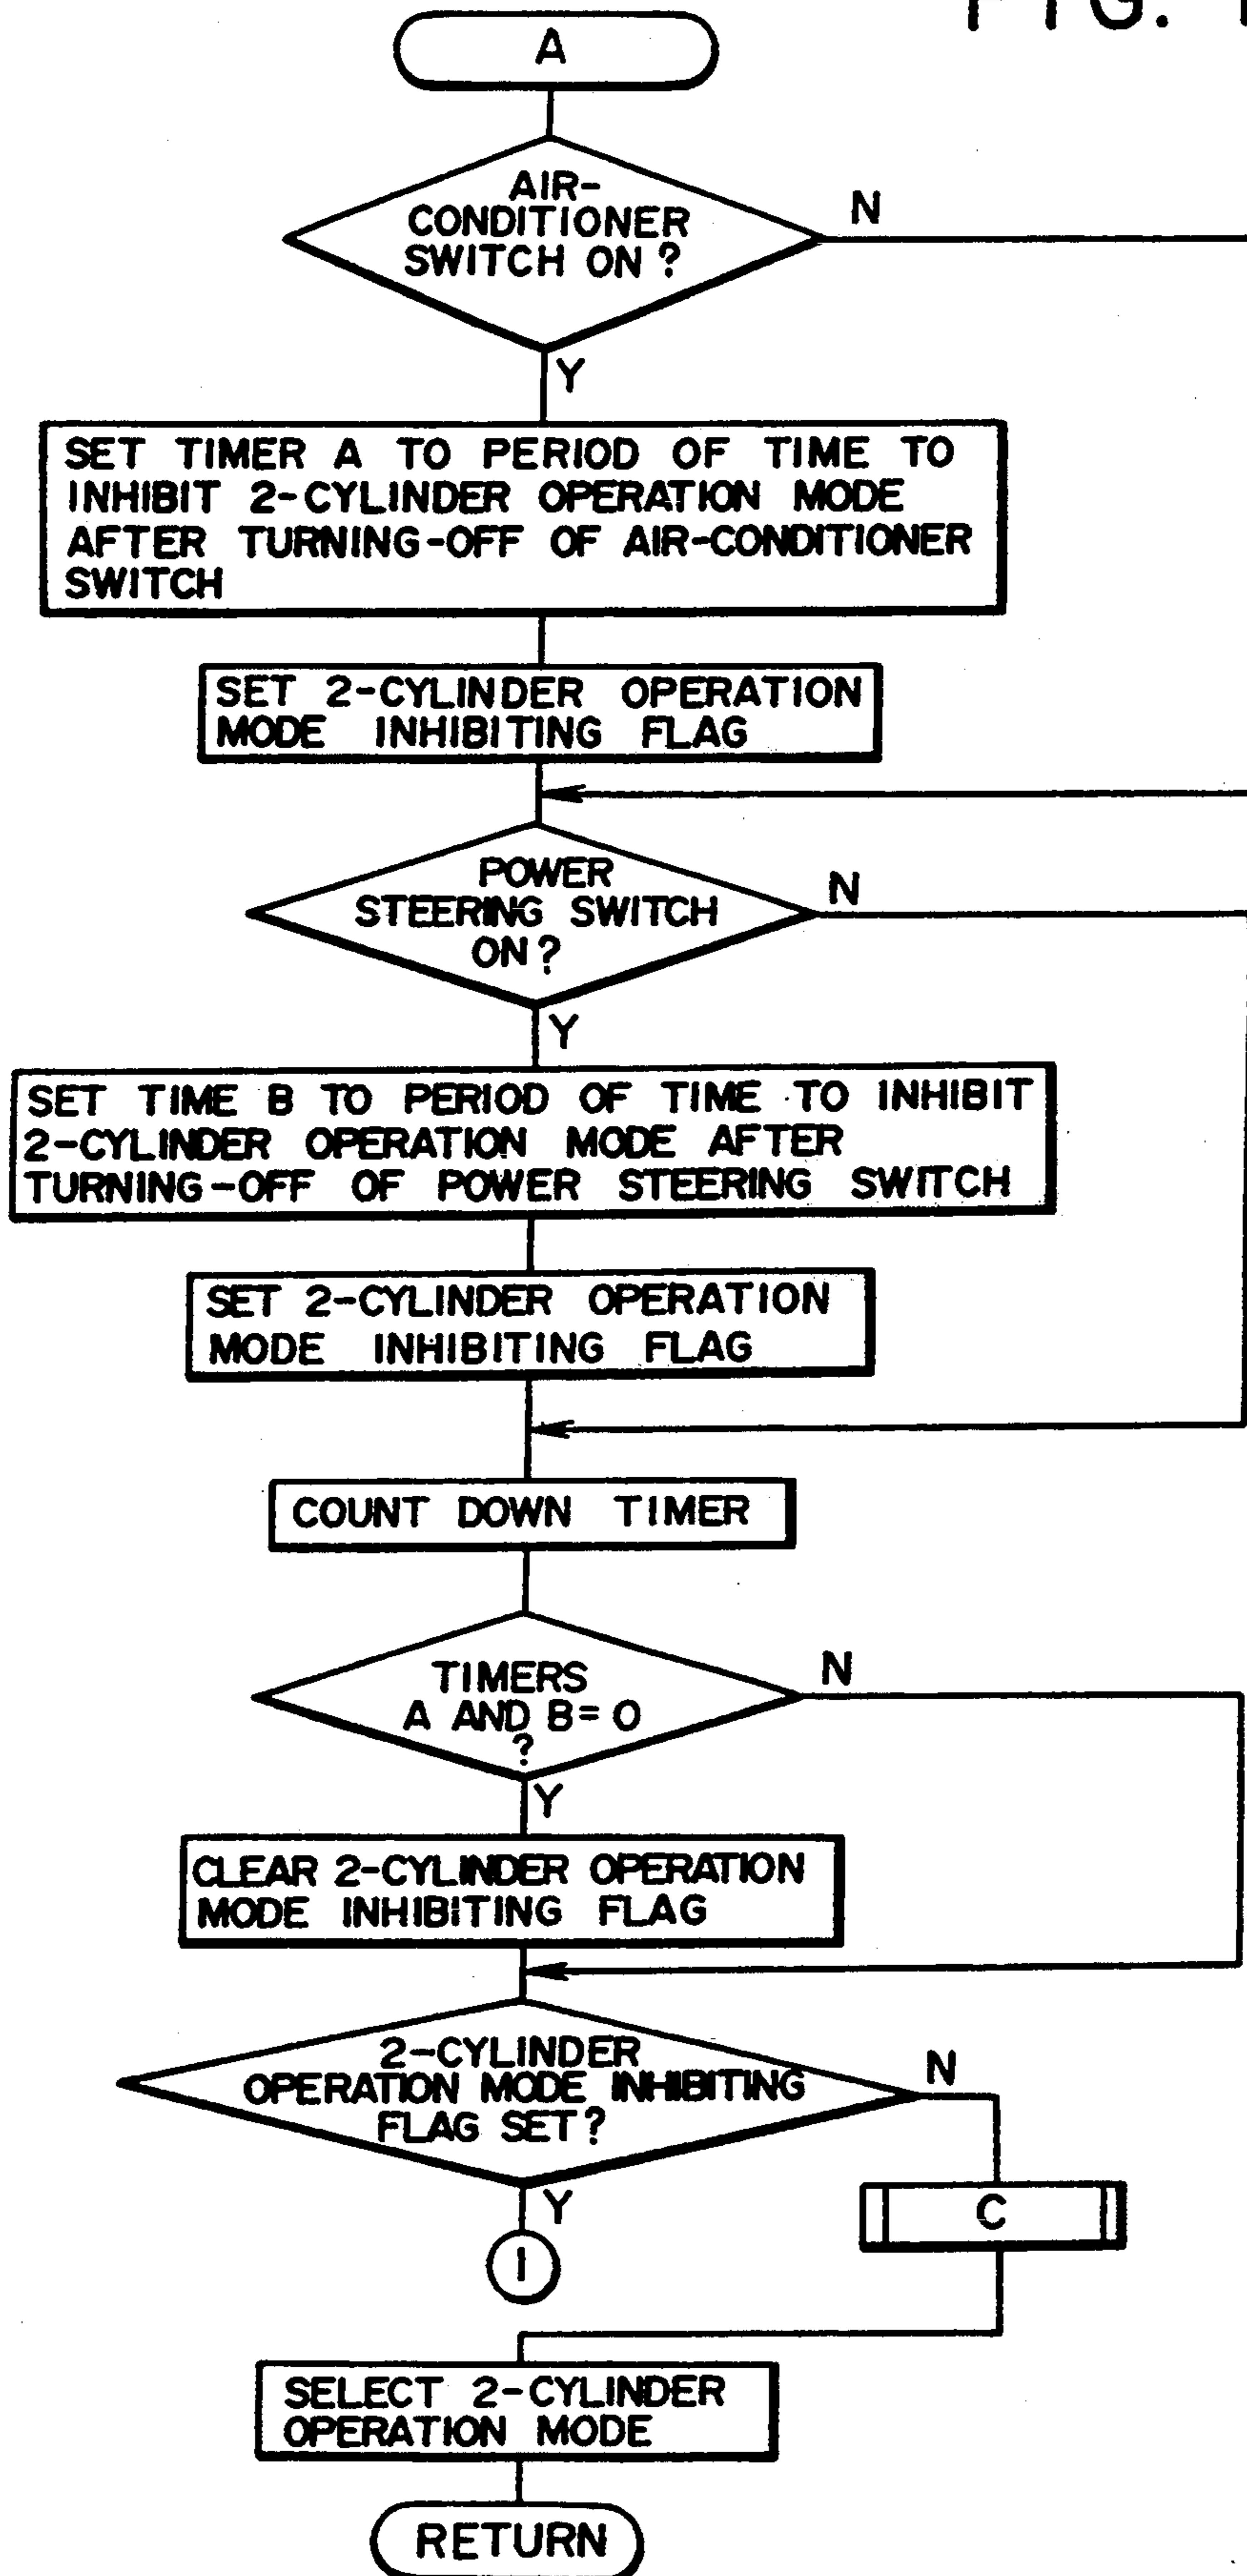 FIG.
A
AIR-
CONDITIONER
SWITCH ON?
N
Y
SET TIMER A TO PERIOD OF TIME TO
INHIBIT 2-CYLINDER OPERATION MODE
AFTER TURNING-OFF OF AIR-CONDITIONER
SWITCH
SET 2-CYLINDER OPERATION
MODE INHIBITING FLAG
POWER
STEERING SWITCH
ON?
N
Y
SET TIME B TO PERIOD OF TIME TO INHIBIT
2-CYLINDER OPERATION MODE AFTER
TURNING-OFF OF POWER STEERING SWITCH
SET 2-CYLINDER OPERATION
MODE INHIBITING FLAG
COUNT DOWN TIMER
TIMERS
A AND B=0
?
N
Y
CLEAR 2-CYLINDER OPERATION
MODE INHIBITING FLAG
2-CYLINDER
OPERATION MODE INHIBITING
FLAG SET?
N
Y
C
I
SELECT 2-CYLINDER
OPERATION MODE
RETURN